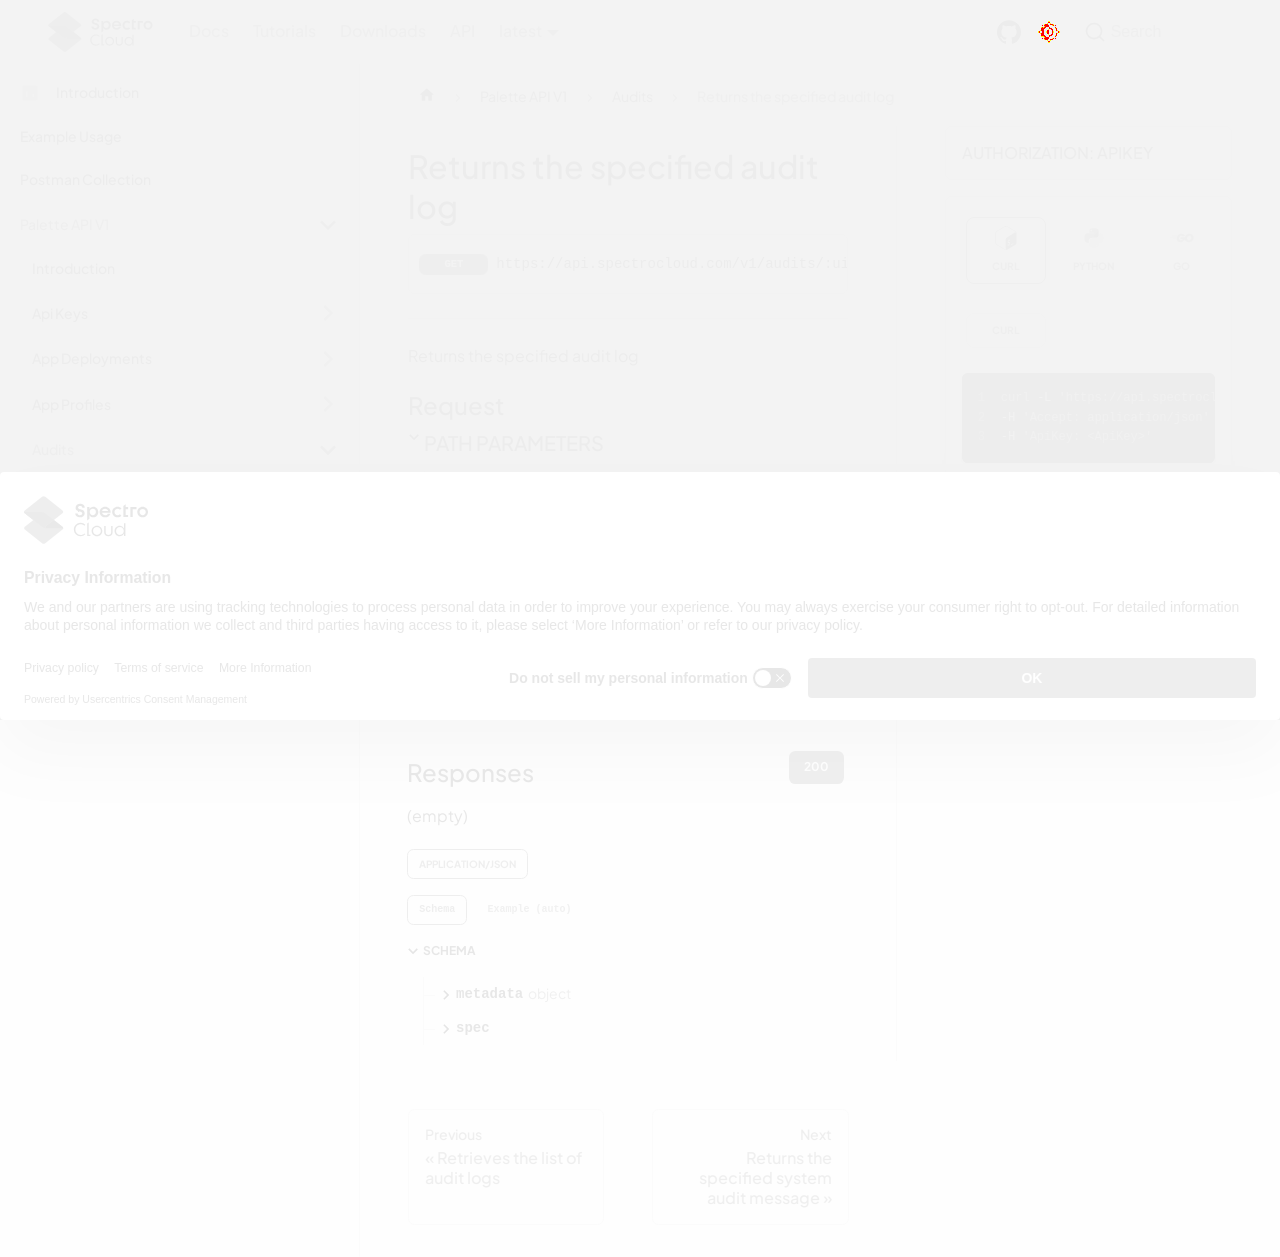 Spectro Cloud
Docs Tutorials Downloads API latest
Search
Introduction
Palette API V1 Audits Returns the specified audit log
Example Usage
Postman Collection
Palette API V1
Introduction
Api Keys
App Deployments
App Profiles
Audits
Returns the specified audit
log
GET https://api.spectrocloud.com/v1/audits/:ui
Returns the specified audit log
Request
PATH PARAMETERS
AUTHORIZATION: APIKEY
CURL PYTHON GO
CURL
Spectro
Cloud
Privacy Information
We and our partners are using tracking technologies to process personal data in order to improve your experience. You may always exercise your consumer right to opt-out. For detailed information
about personal information we collect and third parties having access to it, please select 'More Information' or refer to our privacy policy.
Privacy policy Terms of service More Information
Do not sell my personal information
OK
Powered by Usercentrics Consent Management
Responses
200
(empty)
APPLICATION/JSON
Schema Example (auto)
SCHEMA
metadata object
spec
Previous
« Retrieves the list of
audit logs
Next
Returns the
specified system
audit message »